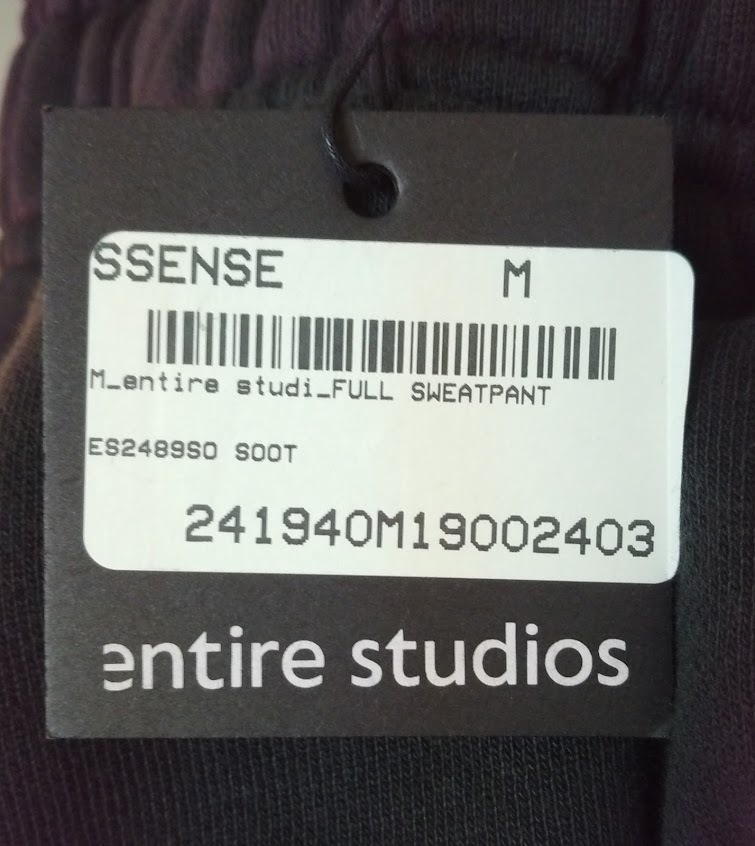 SSENSE M
M_entire studi_FULL SWEATPANT
ES2489SO SOOT
241940M19002403
entire studios